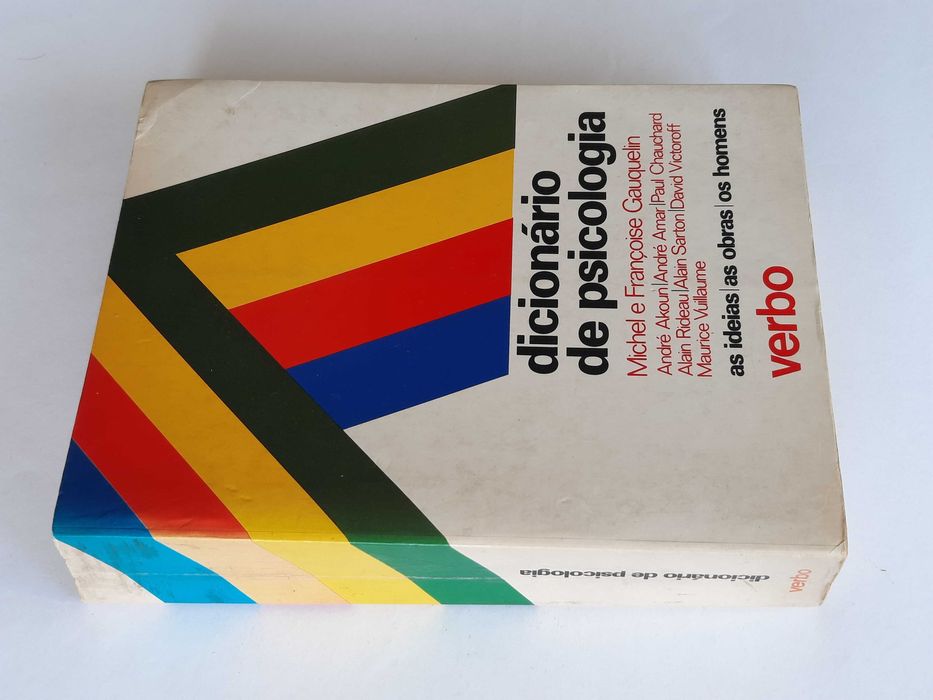 dicionário
de psicologia
Michel e Françoise Gauquelin
André Akoun|André Amar|Paul Chauchard
Alain Rideau|Alain Sarton|David Victoroff
Maurice Vuillaume
as ideias|as obras|os homens
verbo
dicionário de psicologia
verbo